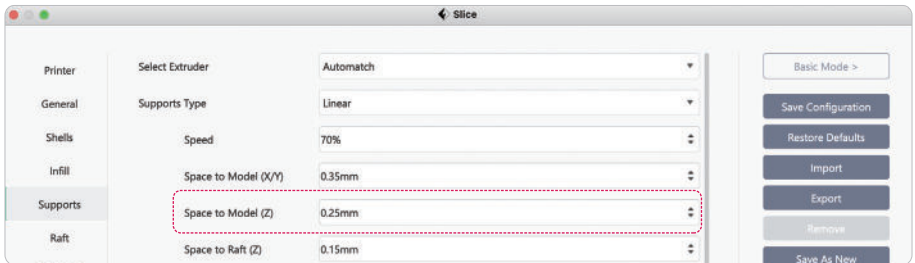 Slice
Printer
General
Shells
Infill
Supports
Raft
Select Extruder Automatch
Supports Type Linear
Speed 70%
Space to Model (X/Y) 0.35mm
Space to Model (Z) 0.25mm
Space to Raft (Z) 0.15mm
Basic Mode >
Save Configuration
Restore Defaults
Import
Export
Remove
Save As New